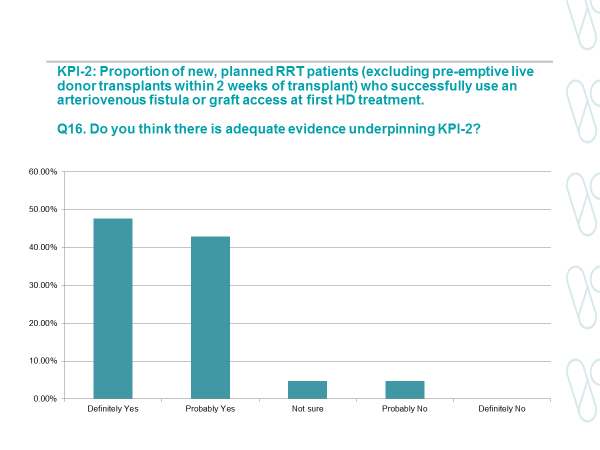 KPI-2: Proportion of new, planned RRT patients (excluding pre-emptive live
donor transplants within 2 weeks of transplant) who successfully use an
arteriovenous fistula or graft access at first HD treatment.
Q16. Do you think there is adequate evidence underpinning KPI-2?
60.00%
50.00%
40.00%
30.00%
20.00%
10.00%
0.00%
Definitely Yes
Probably Yes
Not sure
Probably No
Definitely No